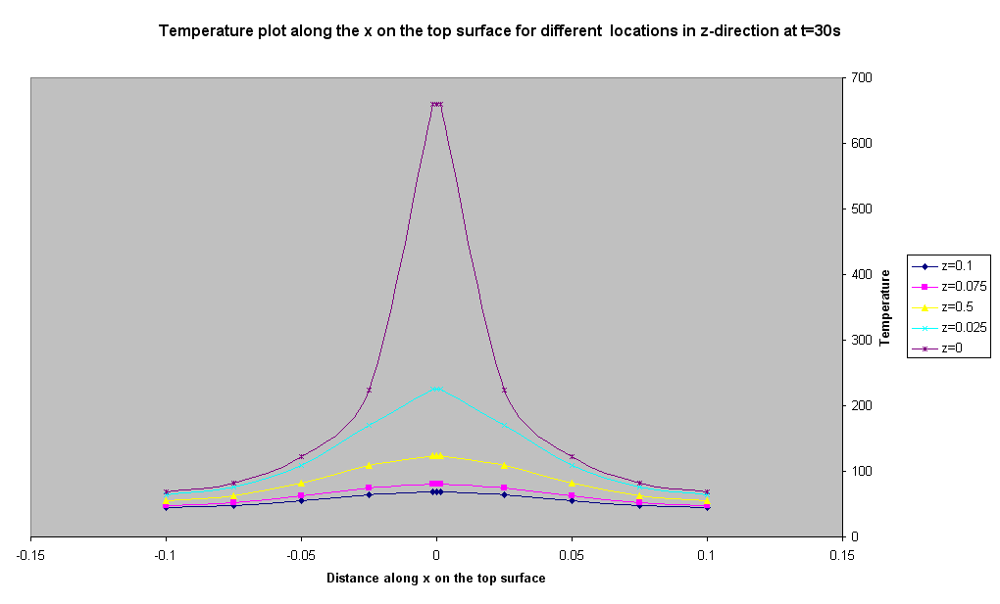 Temperature plot along the x on the top surface for different locations in z-direction at t=30s
700
600
500
400
300
200
100
0
Temperature
z=0.1
z=0.075
z=0.5
z=0.025
z=0
-0.15 -0.1 -0.05 0 0.05 0.1 0.15
Distance along x on the top surface